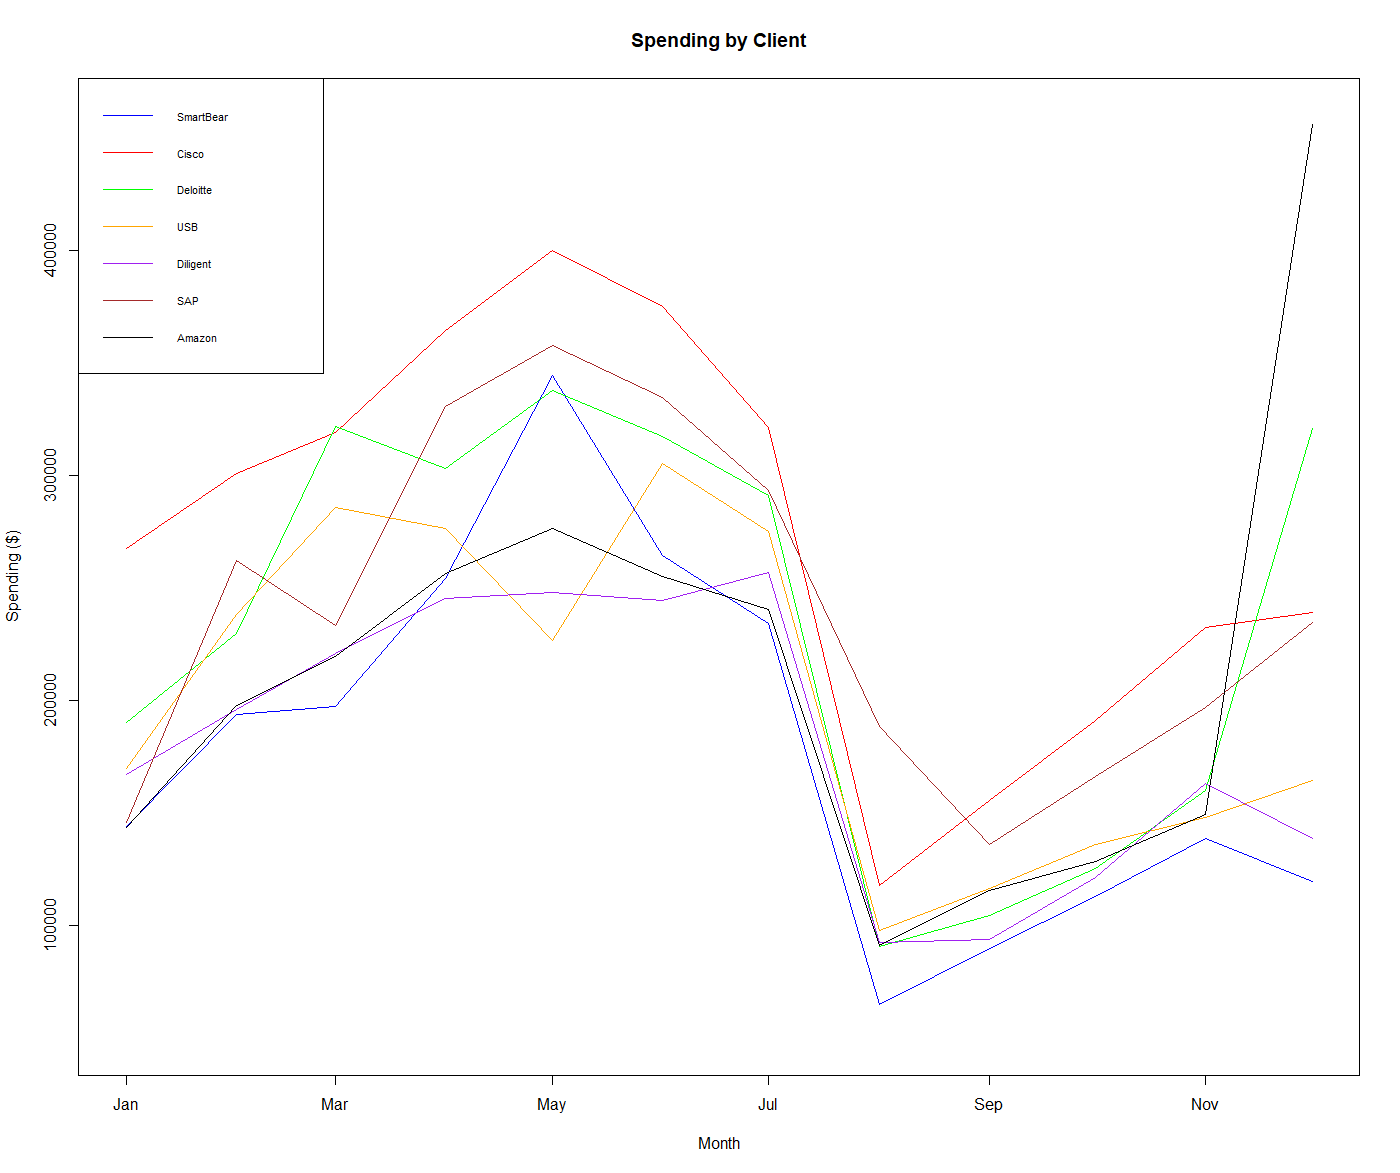 Spending by Client
SmartBear
Cisco
Deloitte
USB
Diligent
SAP
Amazon
400000
300000
200000
100000
Spending ($)
Jan Mar May Jul Sep Nov
Month